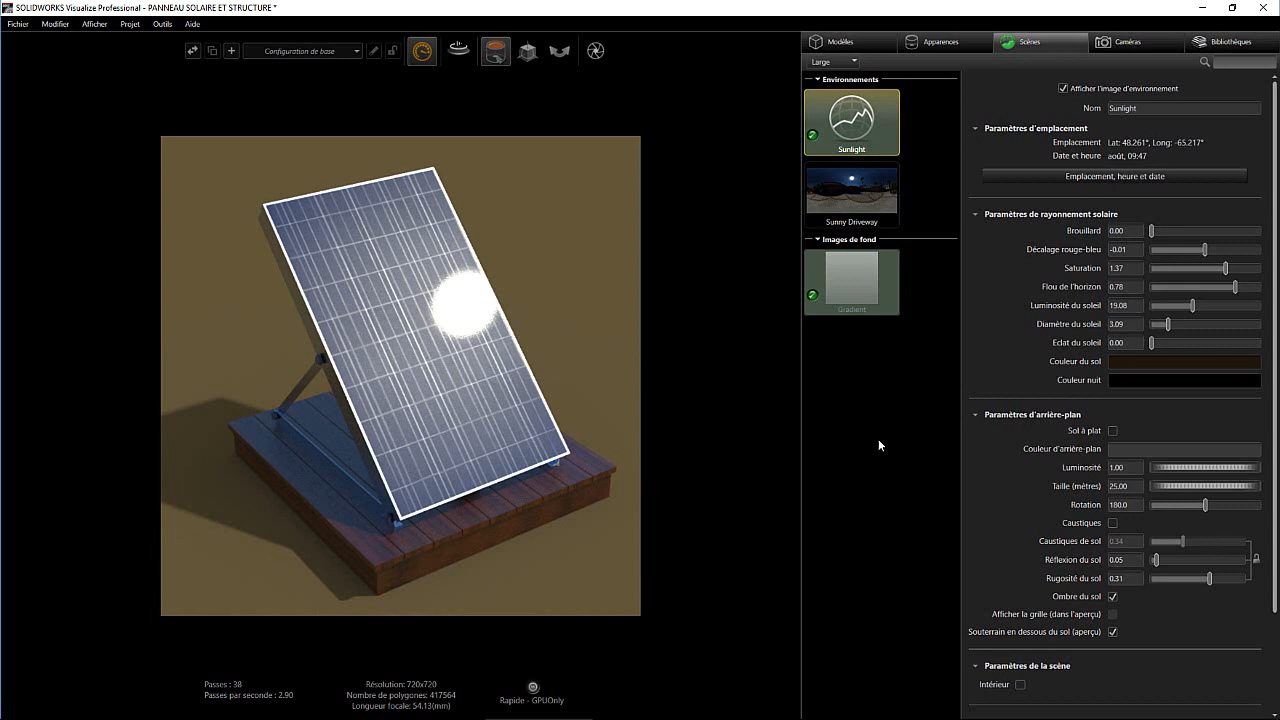 SOLIDWORKS Visualize Professional - PANNEAU SOLAIRE ET STRUCTURE *
Fichier Modifier Afficher Projet Outils Aide
Configuration de base
Modèles Apparences Scènes Caméras Bibliothèques
Large
Environnements
Sunlight
Sunny Driveway
Images de fond
Gradient
Afficher l'image d'environnement
Nom Sunlight
Paramètres d'emplacement
Emplacement Lat: 48.261°, Long: -65.217°
Date et heure août, 09:47
Emplacement, heure et date
Paramètres de rayonnement solaire
Brouillard 0.00
Décalage rouge-bleu -0.01
Saturation 1.37
Flou de l'horizon 0.78
Luminosité du soleil 19.08
Diamètre du soleil 3.09
Eclat du soleil 0.00
Couleur du sol
Couleur nuit
Paramètres d'arrière-plan
Sol à plat
Couleur d'arrière-plan
Luminosité 1.00
Taille (mètres) 25.00
Rotation 180.0
Caustiques
Caustiques de sol 0.34
Réflexion du sol 0.05
Rugosité du sol 0.31
Ombre du sol
Afficher la grille (dans l'aperçu)
Souterrain en dessous du sol (aperçu)
Paramètres de la scène
Intérieur
Passes : 38
Passes par seconde : 2.90
Résolution: 720x720
Nombre de polygones: 417564
Longueur focale: 54.13(mm)
Rapide - GPUOnly